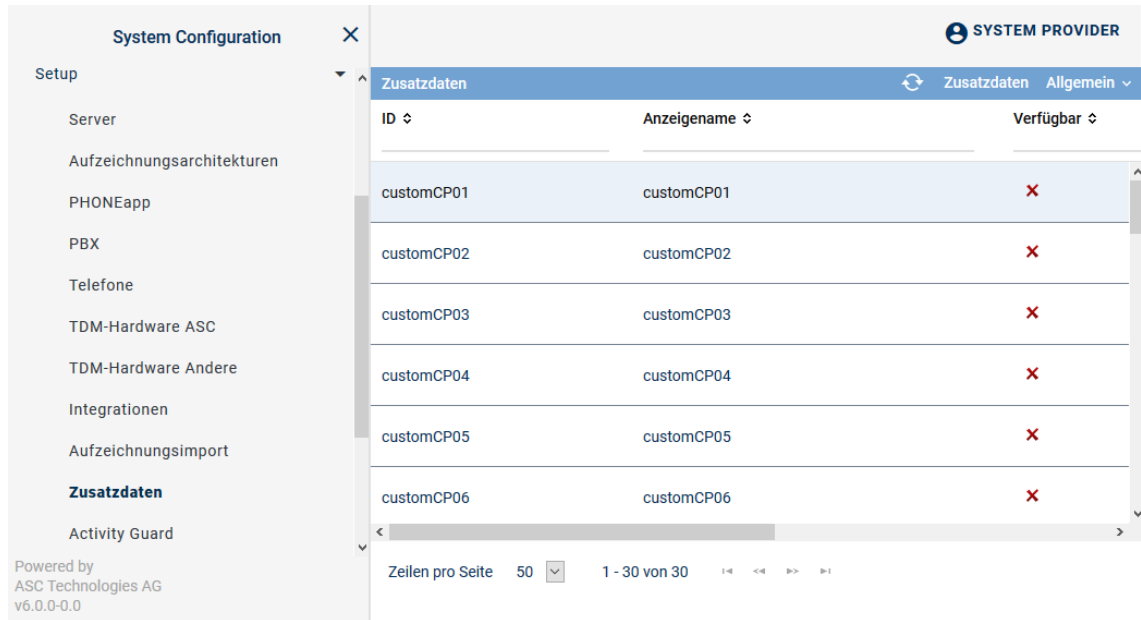 System Configuration
SYSTEM PROVIDER
Setup
Server
Aufzeichnungsarchitekturen
PHONEapp
PBX
Telefone
TDM-Hardware ASC
TDM-Hardware Andere
Integrationen
Aufzeichnungsimport
Zusatzdaten
Activity Guard
Powered by
ASC Technologies AG
v6.0.0-0.0
Zusatzdaten Zusatzdaten Allgemein
ID Anzeigename Verfügbar
customCP01 customCP01
customCP02 customCP02
customCP03 customCP03
customCP04 customCP04
customCP05 customCP05
customCP06 customCP06
Zeilen pro Seite 50 1 - 30 von 30